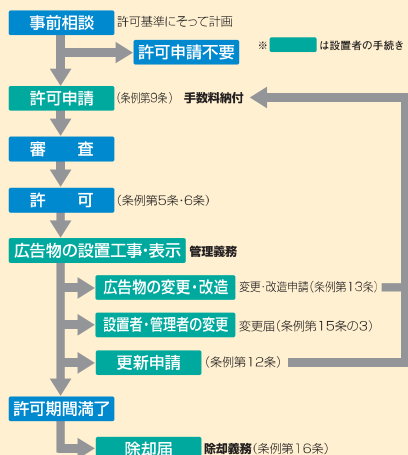 事前相談 許可基準にそって計画
許可申請不要 ※ は設置者の手続き
許可申請 (条例第9条) 手数料納付
審 査
許 可 (条例第5条・6条)
広告物の設置工事・表示 管理義務
広告物の変更・改造 変更・改造申請(条例第13条)
設置者・管理者の変更 変更届(条例第15条の3)
更新申請 (条例第12条)
許可期間満了
除却届 除却義務(条例第16条)